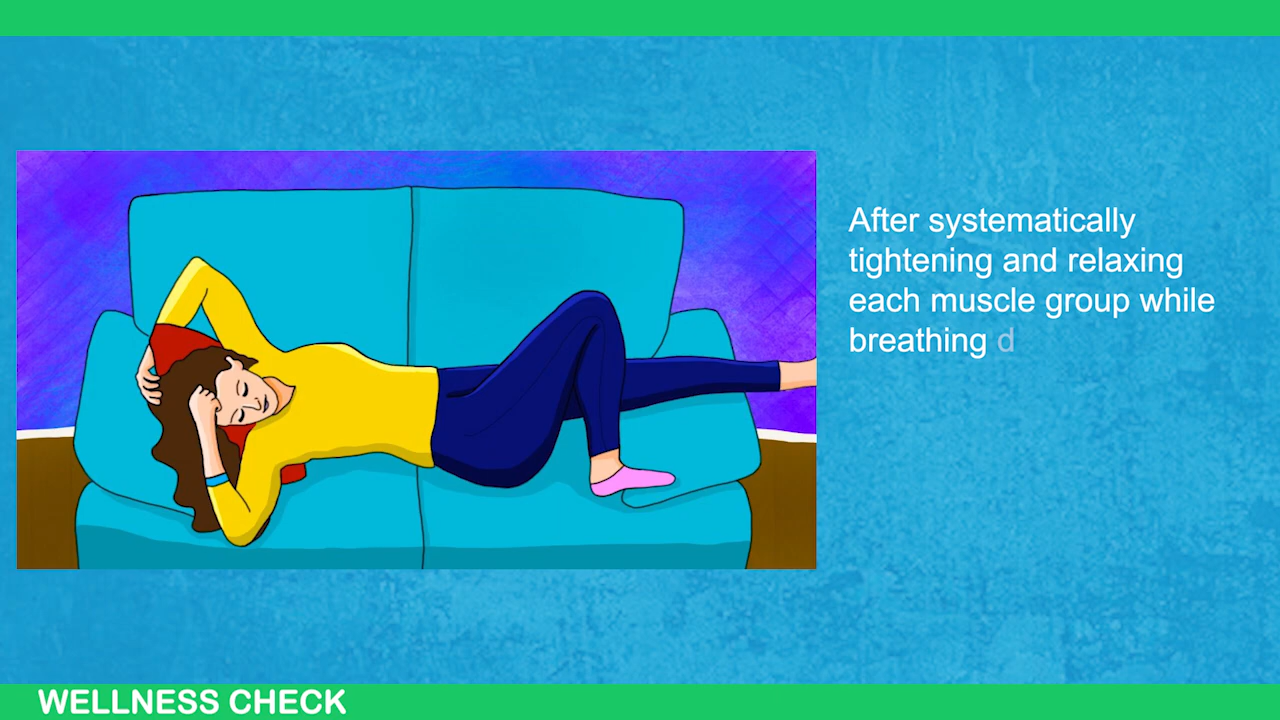 After systematically
tightening and relaxing
each muscle group while
breathing d
WELLNESS CHECK